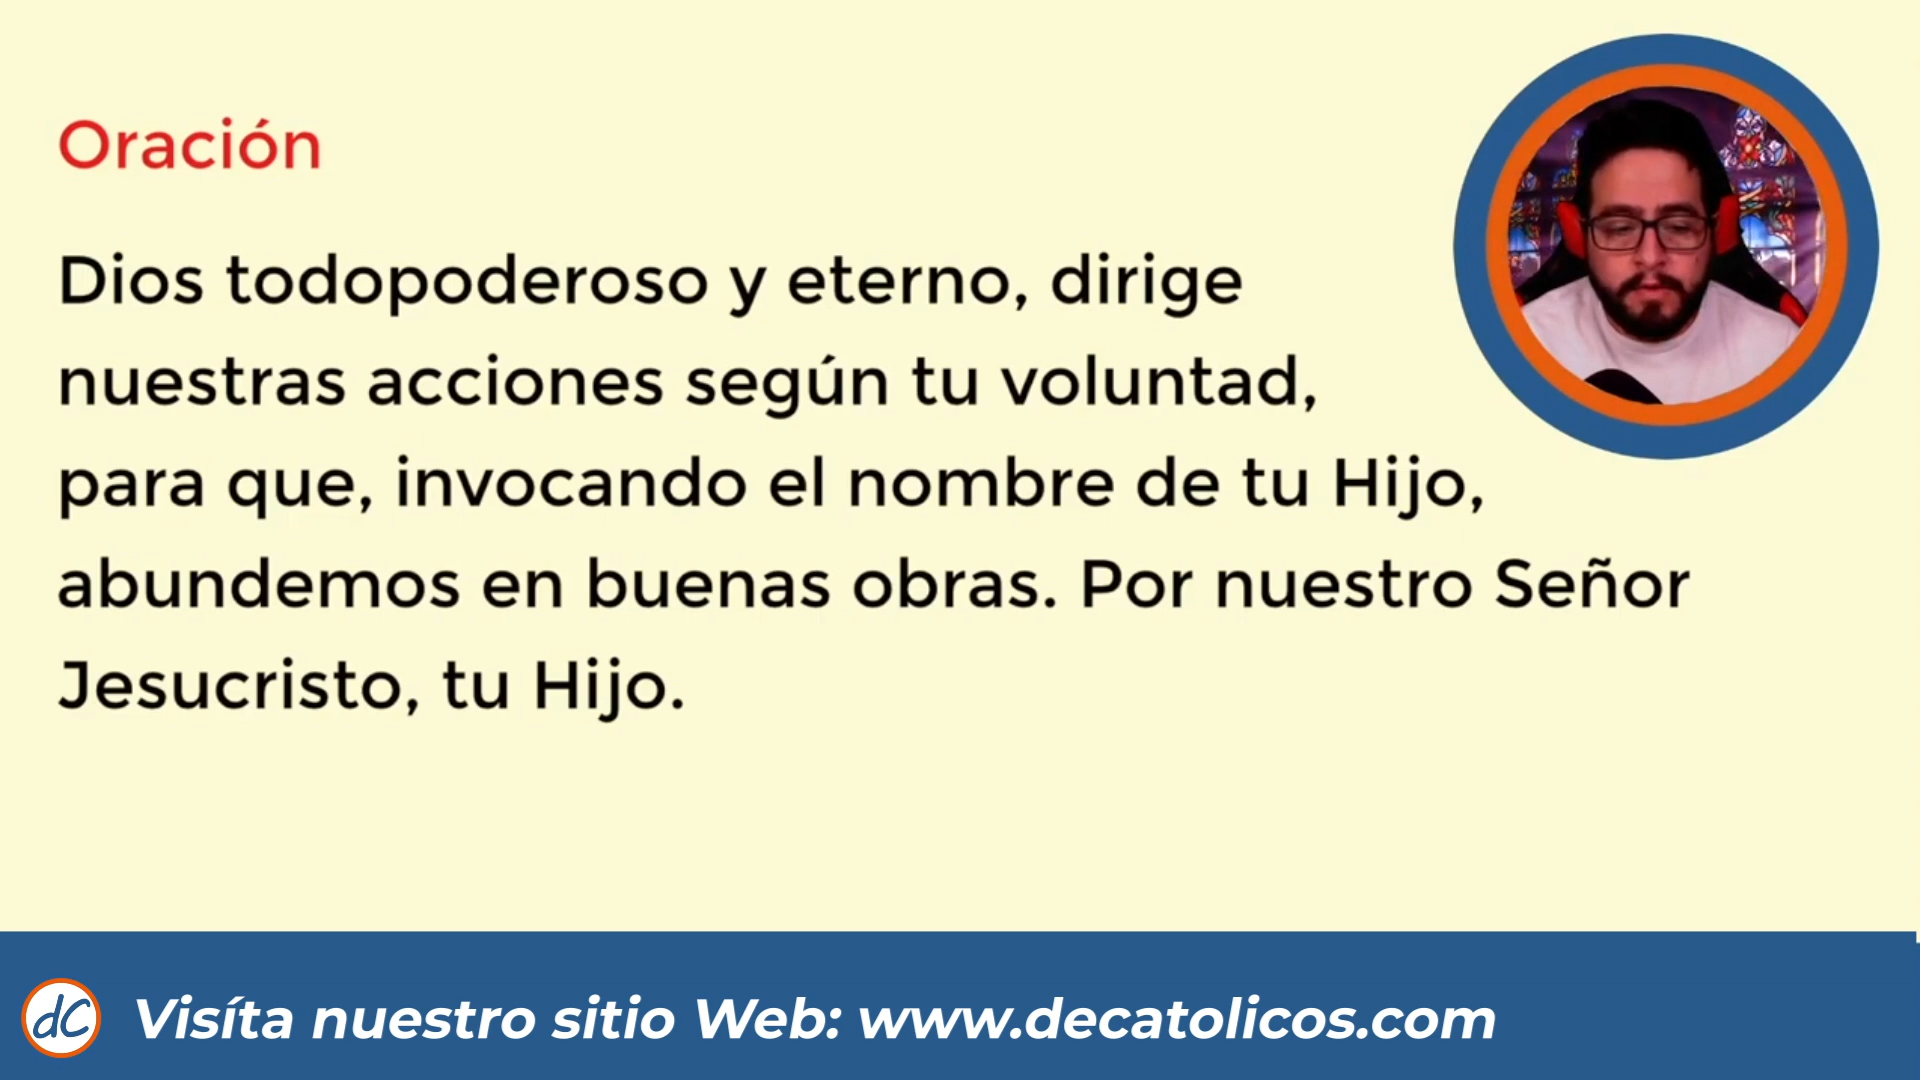 Oración
Dios todopoderoso y eterno, dirige
nuestras acciones según tu voluntad,
para que, invocando el nombre de tu Hijo,
abundemos en buenas obras. Por nuestro Señor
Jesucristo, tu Hijo.
dC Visíta nuestro sitio Web: www.decatolicos.com